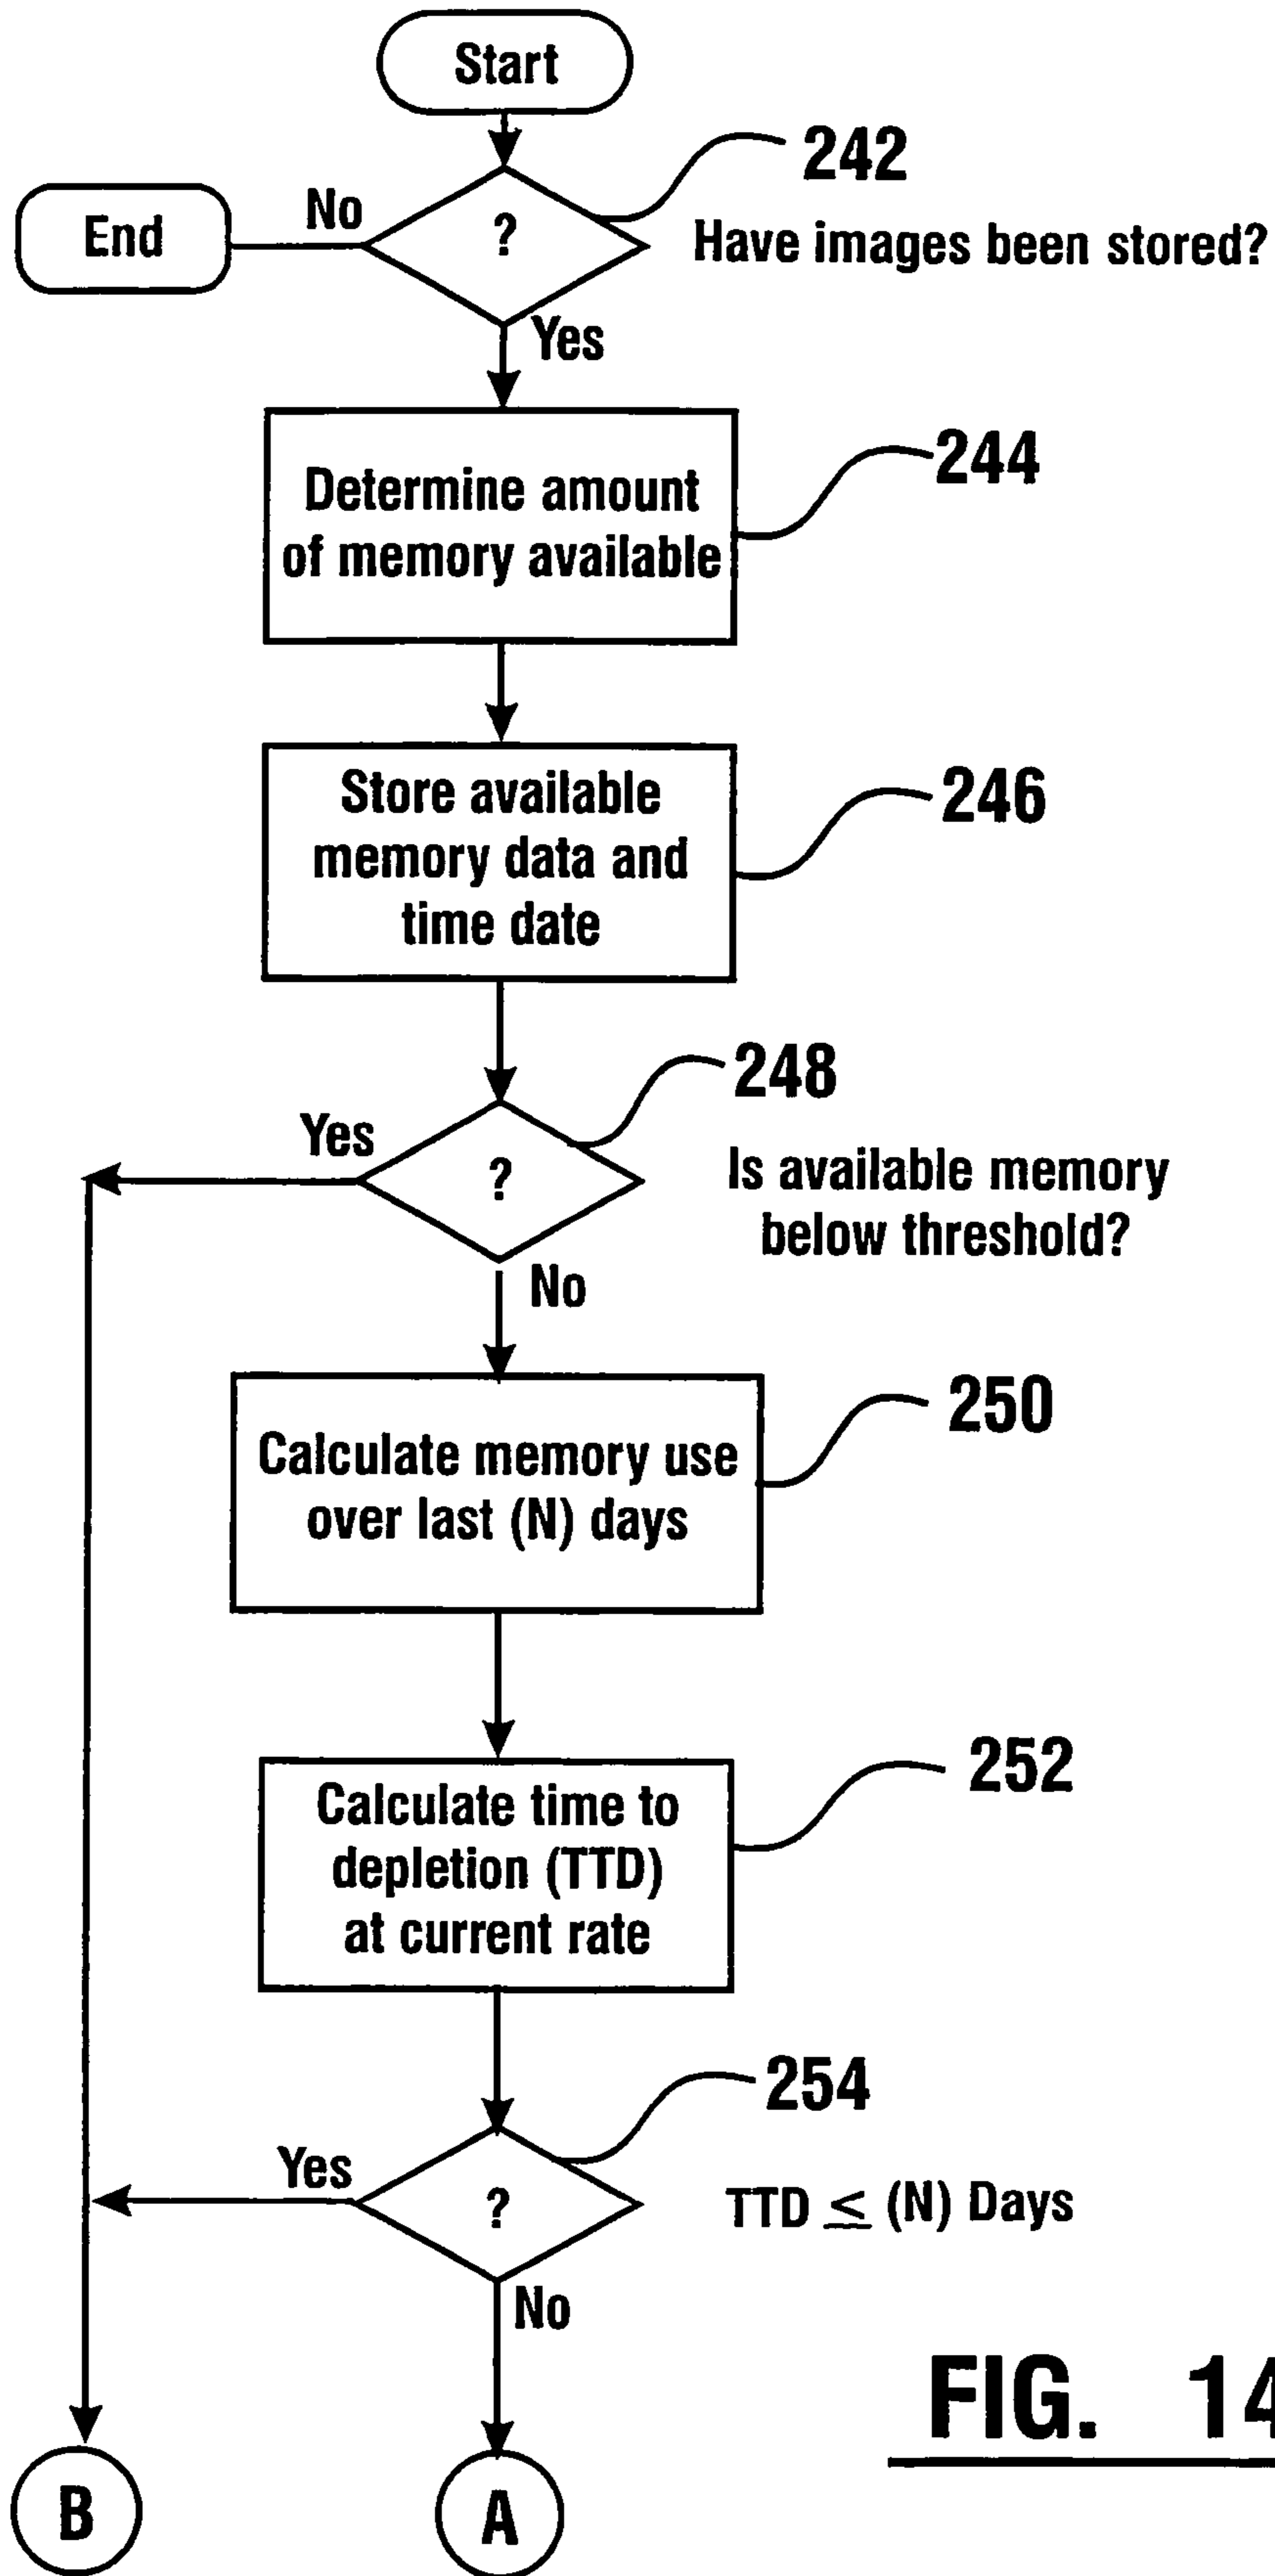 Start
242
No
?
End
Have images been stored?
Yes
244
Determine amount
of memory available
246
Store available
memory data and
time date
248
Yes
?
Is available memory
below threshold?
No
250
Calculate memory use
over last (N) days
252
Calculate time to
depletion (TTD)
at current rate
254
Yes
?
TTD ≤ (N) Days
No
FIG. 14
B
A